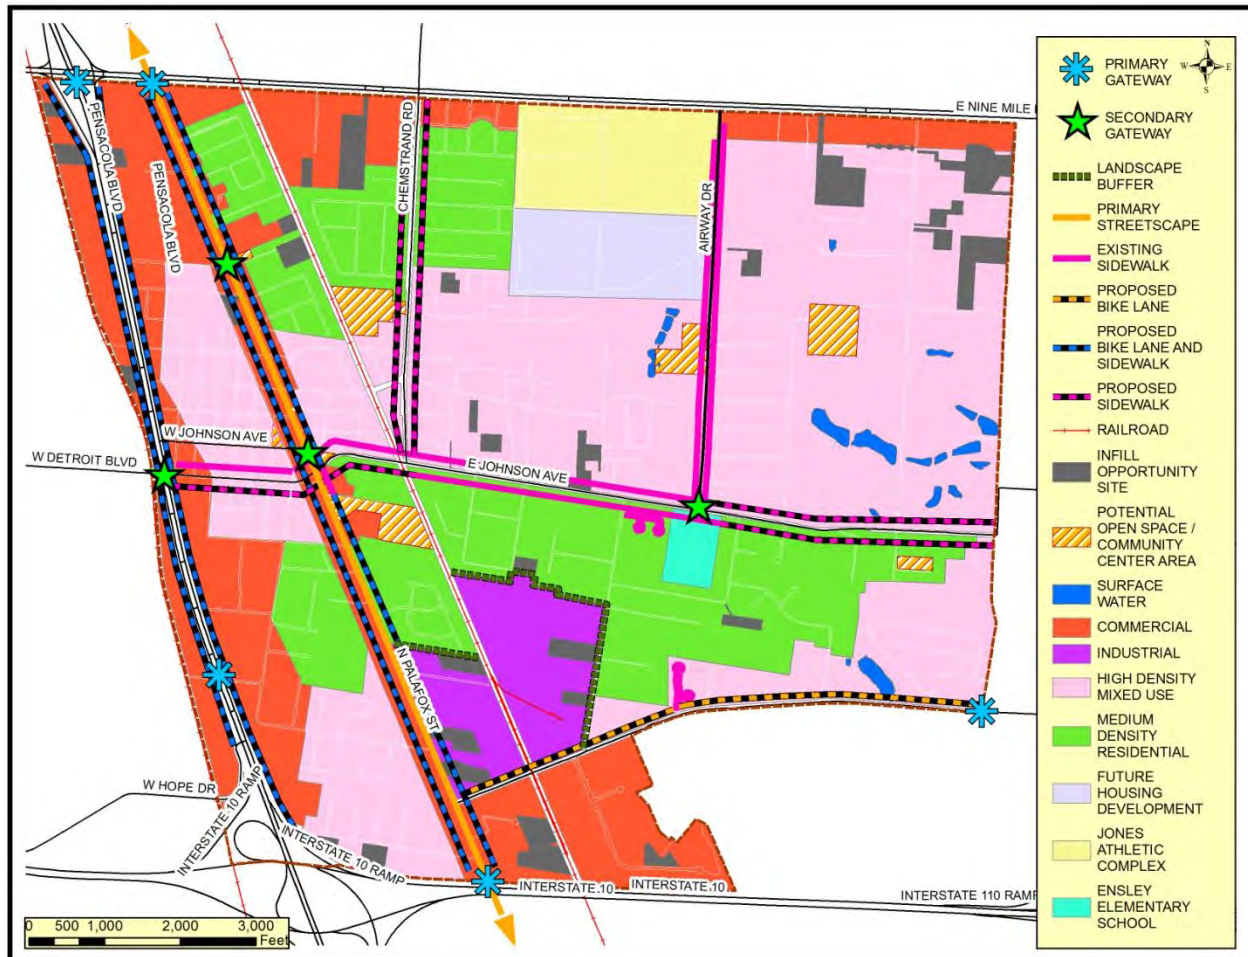 E NINE MILE
PENSACOLA BLVD
PENSACOLA BLVD
CHEMSTRAND RD
AIRWAY DR
W JOHNSON AVE
W DETROIT BLVD
E JOHNSON AVE
N PALAFOX ST
W HOPE DR
INTERSTATE 10 RAMP
INTERSTATE 10 RAMP
INTERSTATE 10
INTERSTATE 10
INTERSTATE 110 RAMP
0 500 1,000 2,000 3,000
Feet
N
W E
S
PRIMARY
GATEWAY
SECONDARY
GATEWAY
LANDSCAPE
BUFFER
PRIMARY
STREETSCAPE
EXISTING
SIDEWALK
PROPOSED
BIKE LANE
PROPOSED
BIKE LANE AND
SIDEWALK
PROPOSED
SIDEWALK
RAILROAD
INFILL
OPPORTUNITY
SITE
POTENTIAL
OPEN SPACE /
COMMUNITY
CENTER AREA
SURFACE
WATER
COMMERCIAL
INDUSTRIAL
HIGH DENSITY
MIXED USE
MEDIUM
DENSITY
RESIDENTIAL
FUTURE
HOUSING
DEVELOPMENT
JONES
ATHLETIC
COMPLEX
ENSLEY
ELEMENTARY
SCHOOL